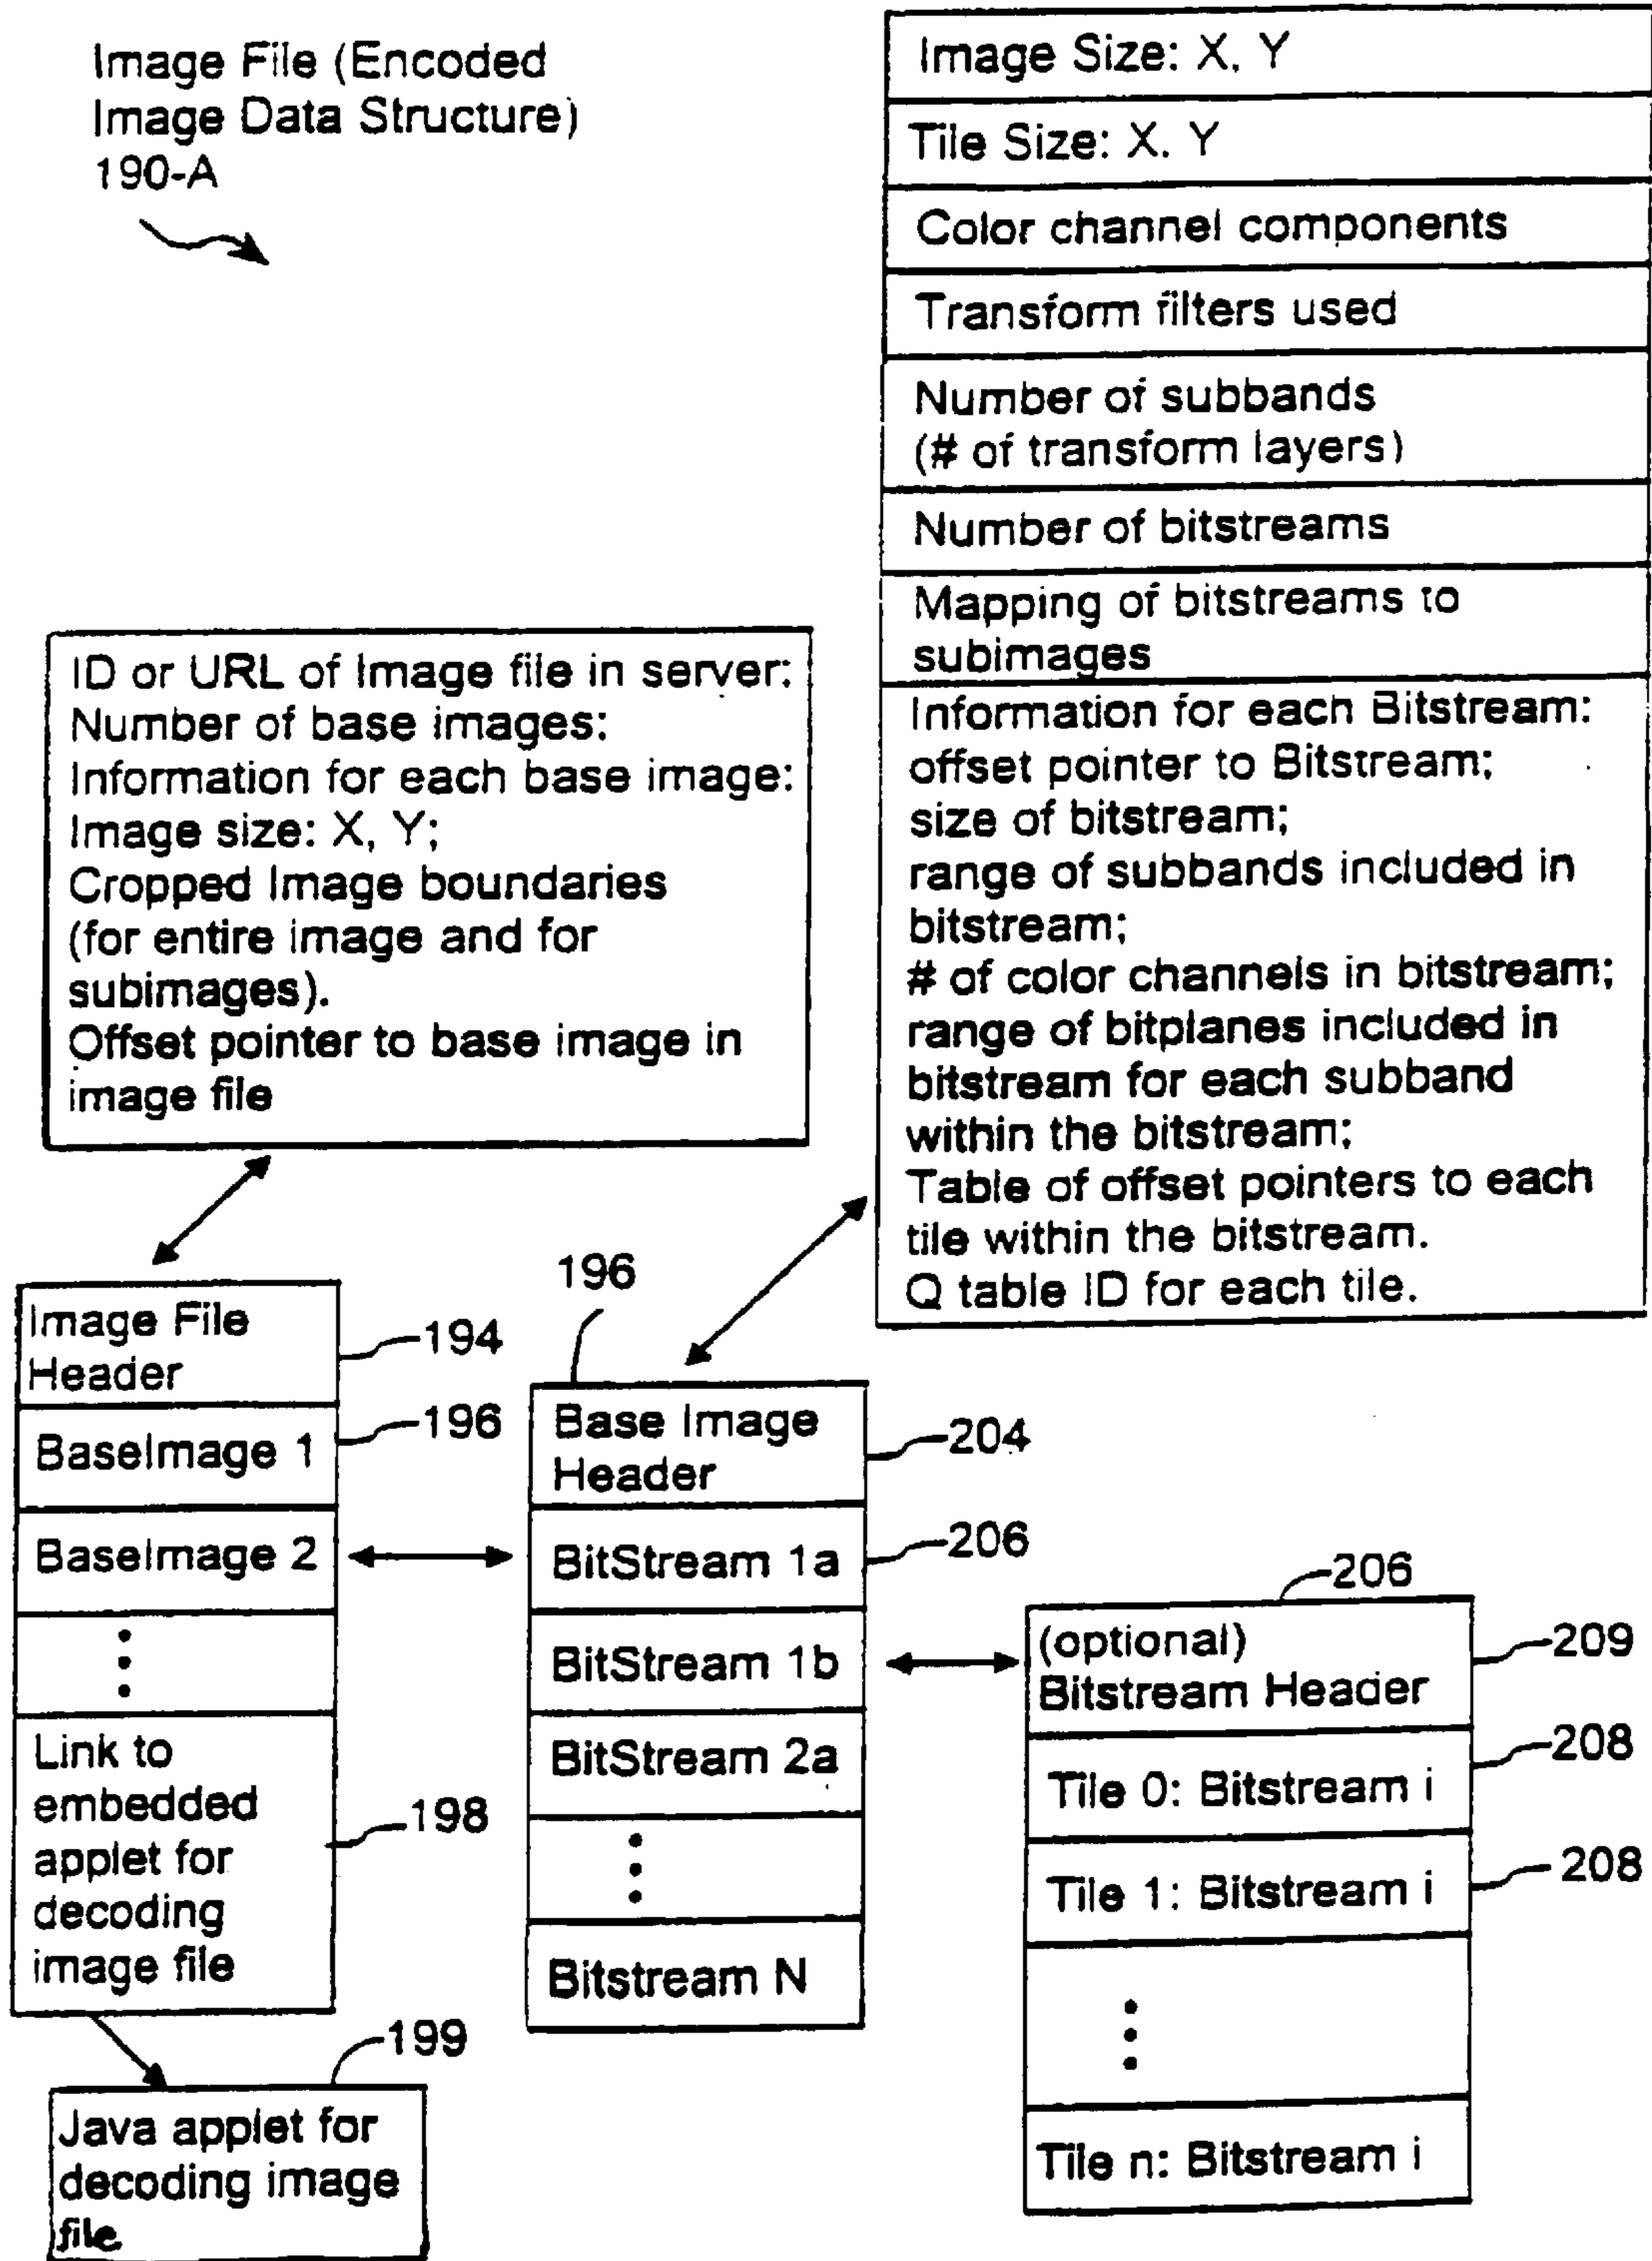 Image File (Encoded
Image Data Structure)
190-A
Image Size: X, Y
Tile Size: X. Y
Color channel components
Transform filters used
Number of subbands
(# of transform layers)
Number of bitstreams
Mapping of bitstreams to
subimages
Information for each Bitstream:
offset pointer to Bitstream;
size of bitstream;
range of subbands included in
bitstream;
# of color channels in bitstream;
range of bitplanes included in
bitstream for each subband
within the bitstream;
Table of offset pointers to each
tile within the bitstream.
Q table ID for each tile.
ID or URL of Image file in server:
Number of base images:
Information for each base image:
Image size: X, Y;
Cropped Image boundaries
(for entire image and for
subimages).
Offset pointer to base image in
image file
Image File
Header
194
BaseImage 1
196
BaseImage 2
Link to
embedded
applet for
decoding
image file
198
199
Java applet for
decoding image
file
196
Base Image
Header
204
BitStream 1a
206
BitStream 1b
BitStream 2a
Bitstream N
206
(optional)
Bitstream Header
209
Tile 0: Bitstream i
208
Tile 1: Bitstream i
208
Tile n: Bitstream i